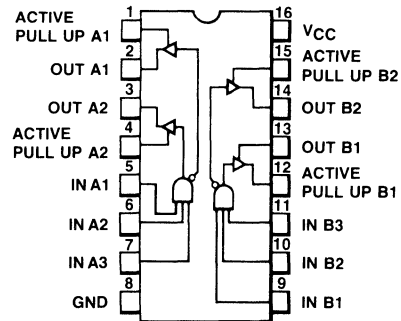 ACTIVE
PULL UP A1
1
OUT A1
2
OUT A2
3
ACTIVE
PULL UP A2
4
IN A1
5
IN A2
6
IN A3
7
GND
8
16
VCC
15
ACTIVE
PULL UP B2
14
OUT B2
13
OUT B1
12
ACTIVE
PULL UP B1
11
IN B3
10
IN B2
9
IN B1